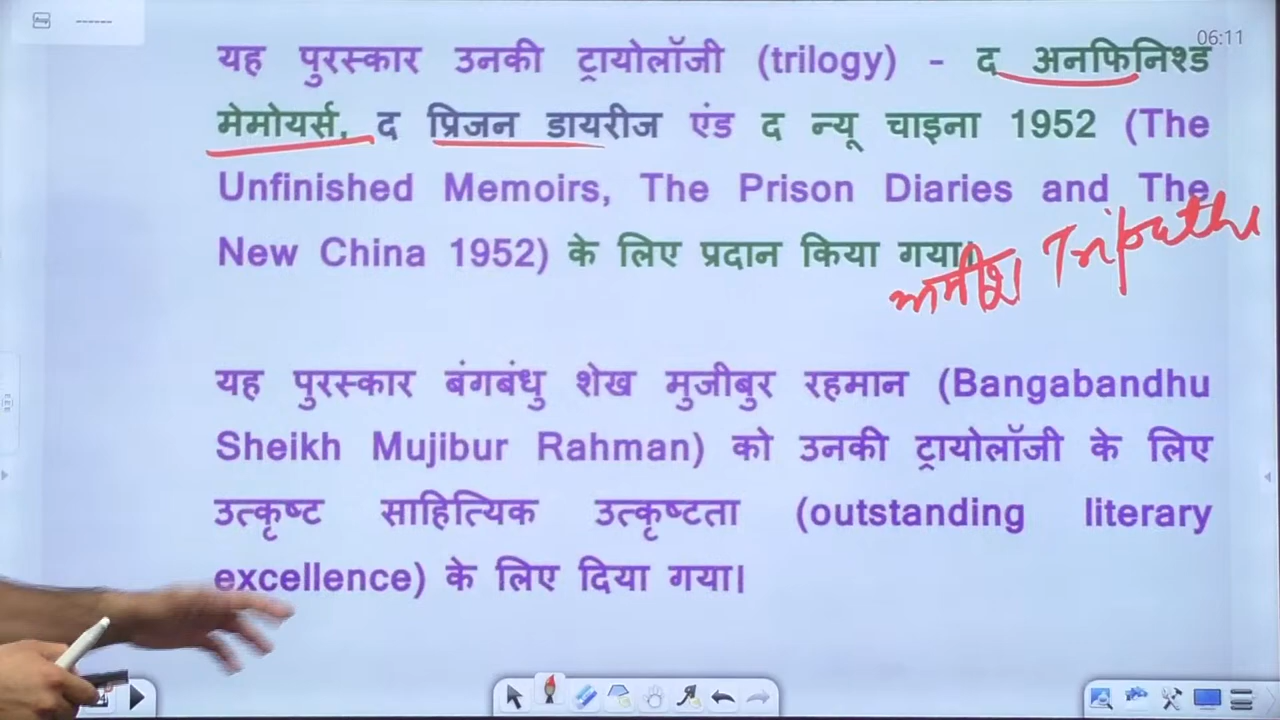 06:11
यह पुरस्कार उनकी ट्रायोलॉजी (trilogy) - द अनफिनिश्ड
मेमोयर्स, द प्रिजन डायरीज एंड द न्यू चाइना 1952 (The
Unfinished Memoirs, The Prison Diaries and The
New China 1952) के लिए प्रदान किया गया।
Tripathi
यह पुरस्कार बंगबंधु शेख मुजीबुर रहमान (Bangabandhu
Sheikh Mujibur Rahman) को उनकी ट्रायोलॉजी के लिए
उत्कृष्ट साहित्यिक उत्कृष्टता (outstanding literary
excellence) के लिए दिया गया।